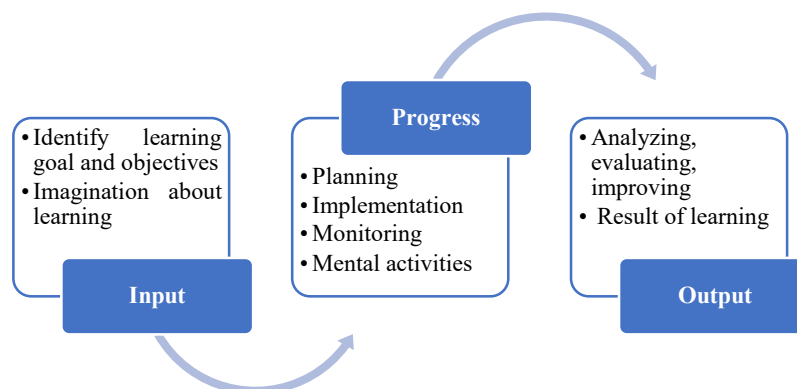 • Identify learning
goal and objectives
• Imagination about
learning
Input
Progress
• Planning
• Implementation
• Monitoring
• Mental activities
• Analyzing,
evaluating,
improving
• Result of learning
Output